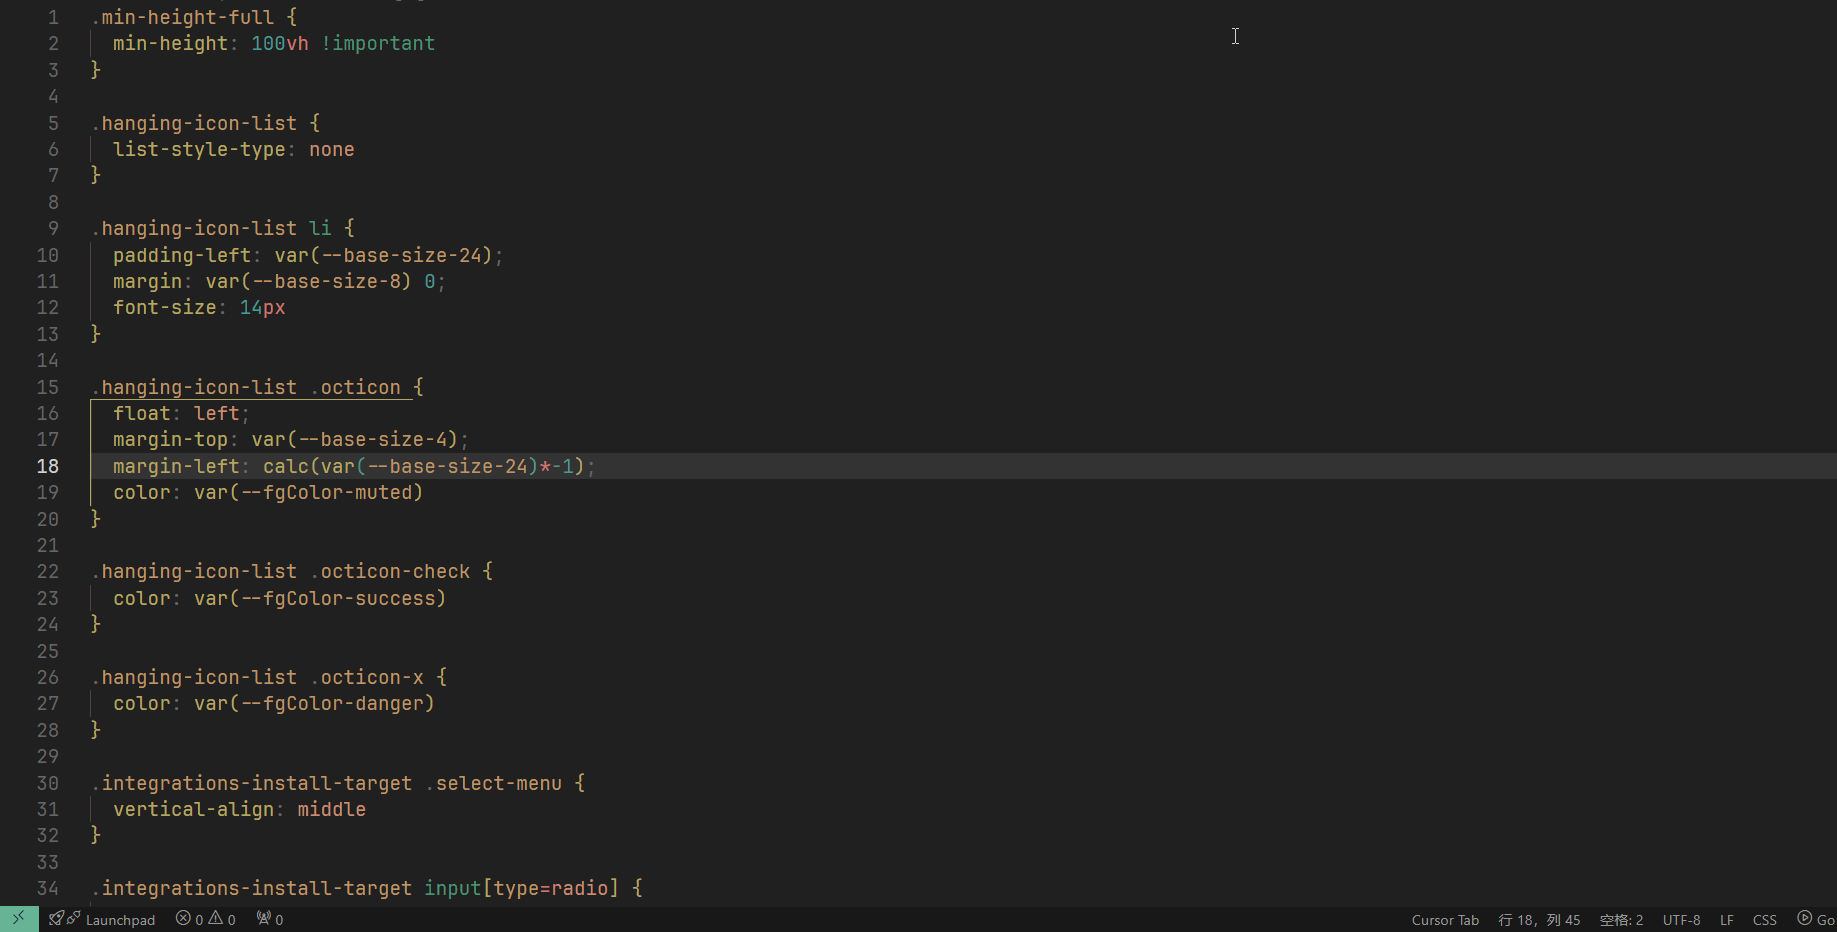 1 .min-height-full {
2 min-height: 100vh !important
3 }
4
5 .hanging-icon-list {
6 list-style-type: none
7 }
8
9 .hanging-icon-list li {
10 padding-left: var(--base-size-24);
11 margin: var(--base-size-8) 0;
12 font-size: 14px
13 }
14
15 .hanging-icon-list .octicon {
16 float: left;
17 margin-top: var(--base-size-4);
18 margin-left: calc(var(--base-size-24)*-1);
19 color: var(--fgColor-muted)
20 }
21
22 .hanging-icon-list .octicon-check {
23 color: var(--fgColor-success)
24 }
25
26 .hanging-icon-list .octicon-x {
27 color: var(--fgColor-danger)
28 }
29
30 .integrations-install-target .select-menu {
31 vertical-align: middle
32 }
33
34 .integrations-install-target input[type=radio] {
Launchpad 0 0 0 Cursor Tab 行 18，列 45 空格: 2 UTF-8 LF CSS Go